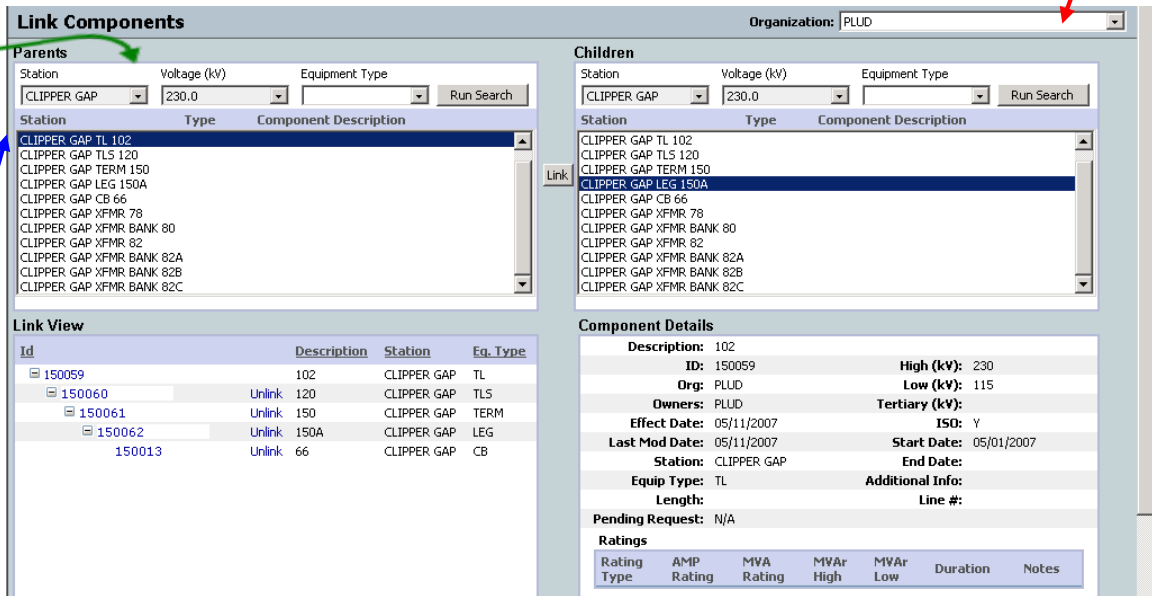 Link Components
Organization: PLUD
Parents
Station Voltage (kV) Equipment Type
CLIPPER GAP 230.0 Run Search
Station Type Component Description
CLIPPER GAP TL 102
CLIPPER GAP TLS 120
CLIPPER GAP TERM 150
CLIPPER GAP LEG 150A
CLIPPER GAP CB 66
CLIPPER GAP XFMR 78
CLIPPER GAP XFMR BANK 80
CLIPPER GAP XFMR 82
CLIPPER GAP XFMR BANK 82A
CLIPPER GAP XFMR BANK 82B
CLIPPER GAP XFMR BANK 82C
Link
Children
Station Voltage (kV) Equipment Type
CLIPPER GAP 230.0 Run Search
Station Type Component Description
CLIPPER GAP TL 102
CLIPPER GAP TLS 120
CLIPPER GAP TERM 150
CLIPPER GAP LEG 150A
CLIPPER GAP CB 66
CLIPPER GAP XFMR 78
CLIPPER GAP XFMR BANK 80
CLIPPER GAP XFMR 82
CLIPPER GAP XFMR BANK 82A
CLIPPER GAP XFMR BANK 82B
CLIPPER GAP XFMR BANK 82C
Link View
Id Description Station Eq. Type
150059 102 CLIPPER GAP TL
150060 Unlink 120 CLIPPER GAP TLS
150061 Unlink 150 CLIPPER GAP TERM
150062 Unlink 150A CLIPPER GAP LEG
150013 Unlink 66 CLIPPER GAP CB
Component Details
Description: 102
ID: 150059 High (kV): 230
Org: PLUD Low (kV): 115
Owners: PLUD Tertiary (kV):
Effect Date: 05/11/2007 ISO: Y
Last Mod Date: 05/11/2007 Start Date: 05/01/2007
Station: CLIPPER GAP End Date:
Equip Type: TL Additional Info:
Length: Line #:
Pending Request: N/A
Ratings
Rating Type AMP Rating MVA Rating MVAr High MVAr Low Duration Notes